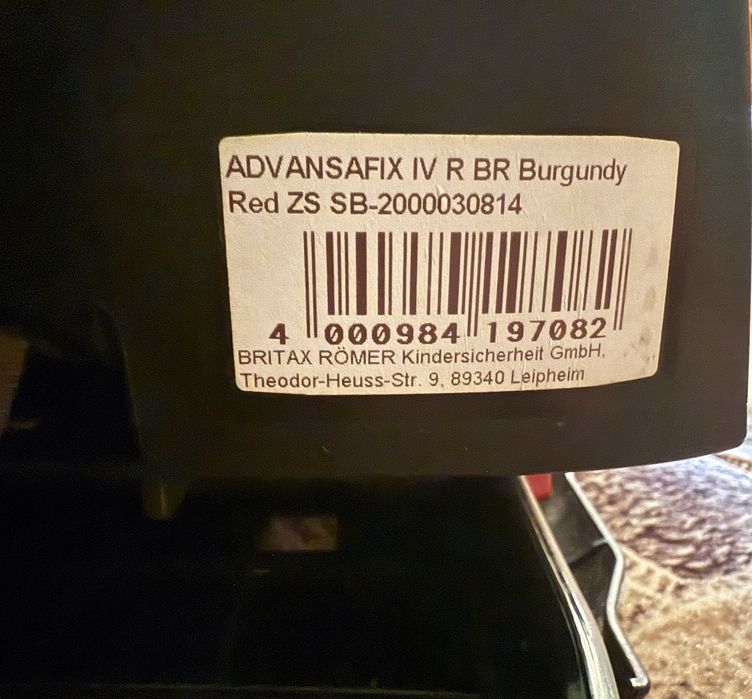 ADVANSAFIX IV R BR Burgundy
Red ZS SB-2000030814
4 000984 197082
BRITAX RÖMER Kindersicherheit GmbH,
Theodor-Heuss-Str. 9, 89340 Leipheim